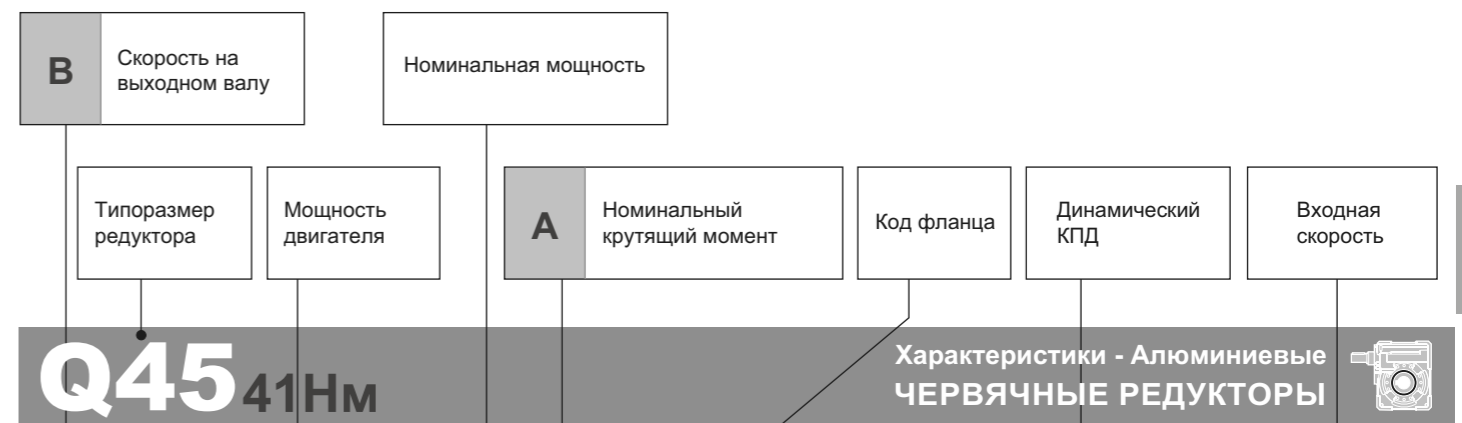 B
Скорость на
выходном валу
Номинальная мощность
Типоразмер
редуктора
Мощность
двигателя
A
Номинальный
крутящий момент
Код фланца
Динамический
КПД
Входная
скорость
Q45 41Нм
Характеристики - Алюминиевые
ЧЕРВЯЧНЫЕ РЕДУКТОРЫ